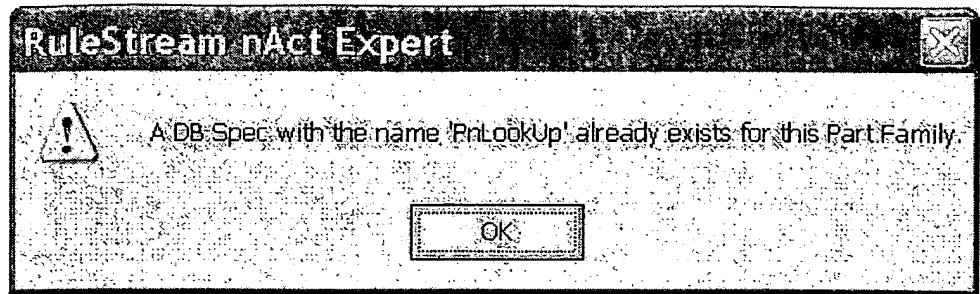 RuleStream nAct Expert
A DB Spec with the name 'PnLookUp' already exists for this Part Family.
OK